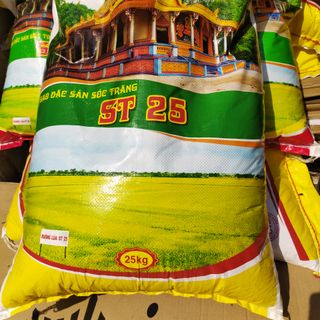 GẠO ĐẶC SẢN SÓC TRĂNG
ST 25
RUỘNG LÚA ST 25
25kg